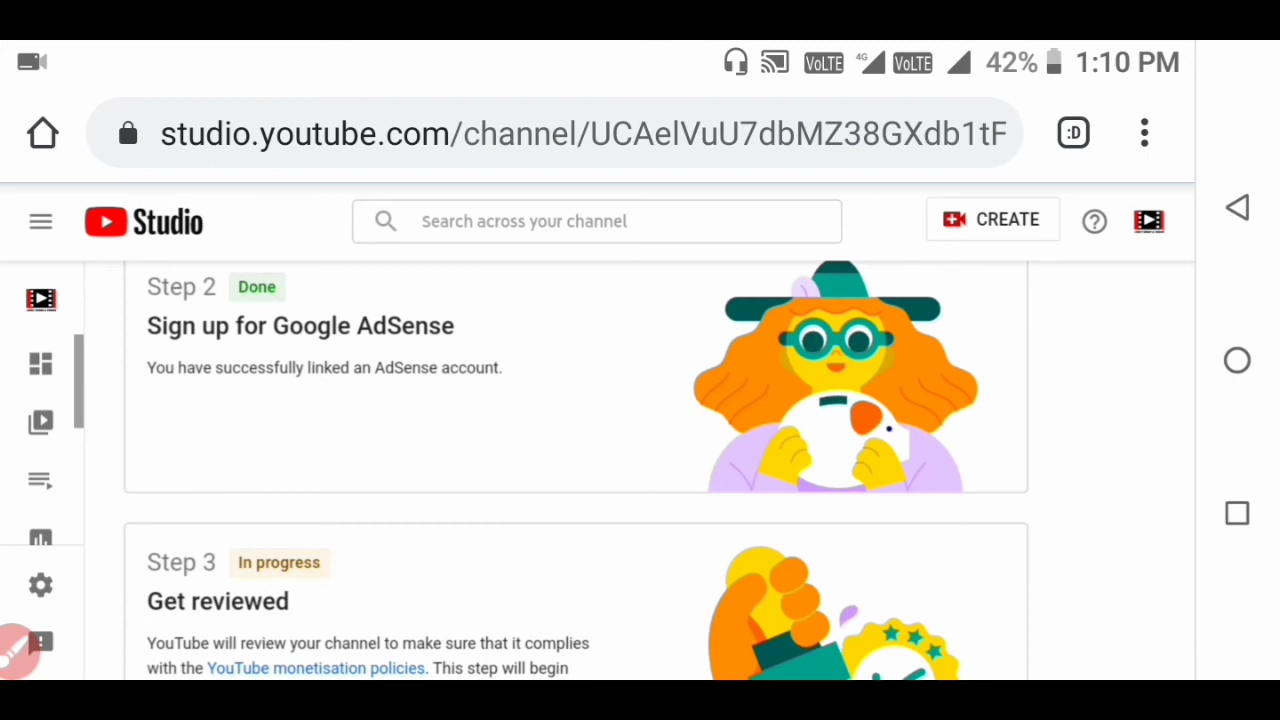 VoLTE 4G VoLTE 42% 1:10 PM
studio.youtube.com/channel/UCAelVuU7dbMZ38GXdb1tF :D
Studio Search across your channel CREATE
Step 2 Done
Sign up for Google AdSense
You have successfully linked an AdSense account.
Step 3 In progress
Get reviewed
YouTube will review your channel to make sure that it complies
with the YouTube monetisation policies. This step will begin